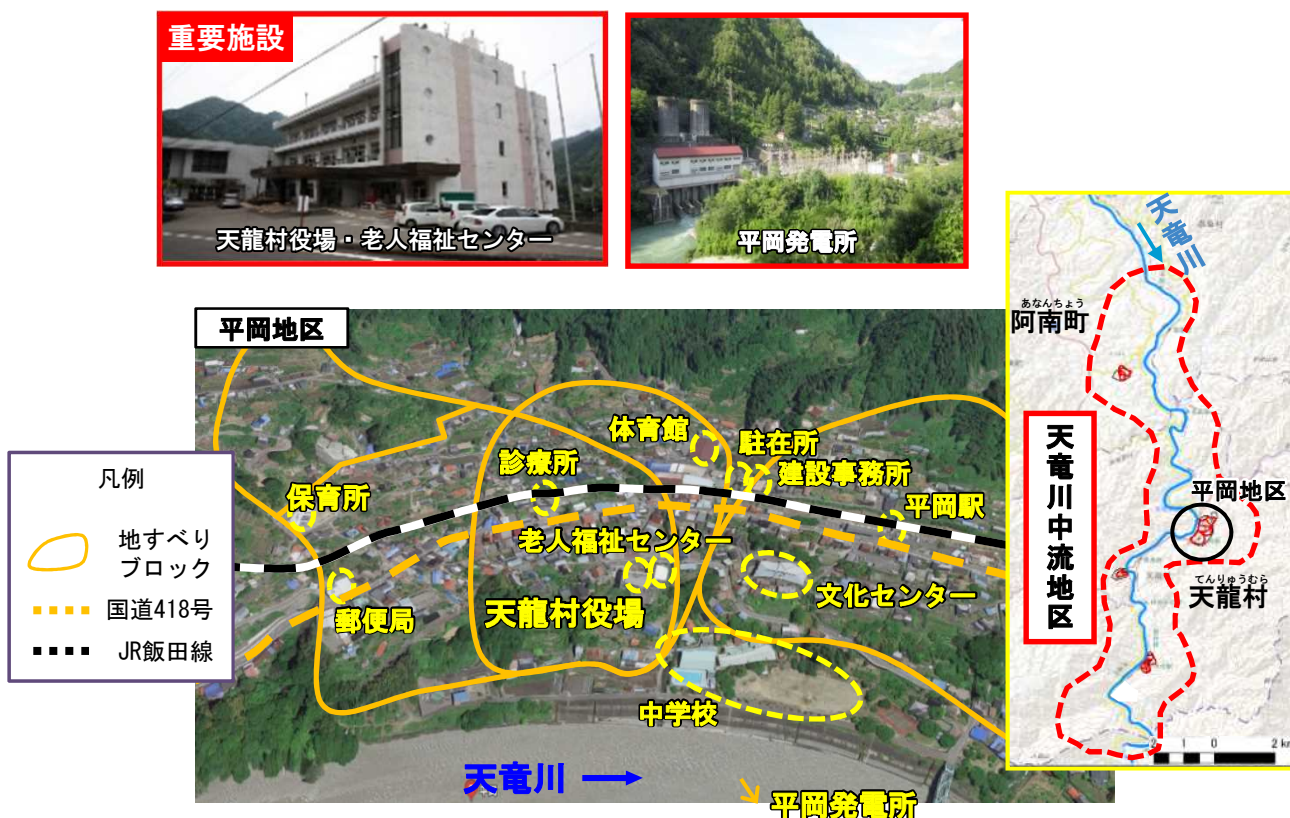 重要施設
天龍村役場・老人福祉センター
平岡発電所
平岡地区
体育館
駐在所
診療所
建設事務所
保育所
平岡駅
老人福祉センター
文化センター
天龍村役場
郵便局
中学校
天竜川
平岡発電所
凡例
地すべり
ブロック
国道418号
JR飯田線
天竜川
あなんちょう
阿南町
天竜川中流地区
平岡地区
てんりゅうむら
天龍村
2 1 0 2 km